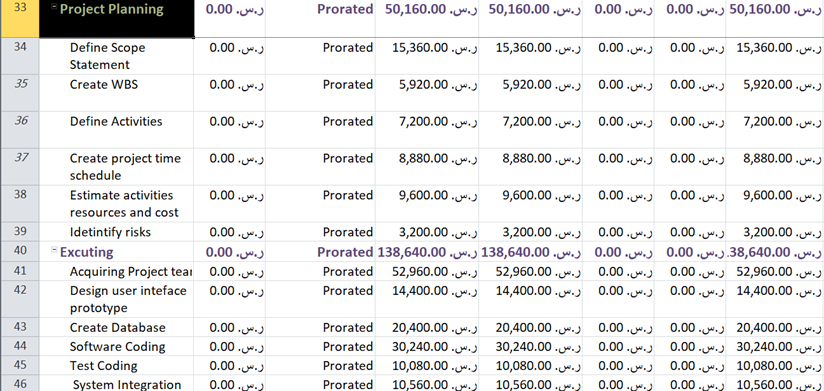 33 Project Planning ر.س. 0.00 Prorated ر.س. 50,160.00 ر.س. 50,160.00 ر.س. 0.00 ر.س. 0.00 ر.س. 50,160.00
34 Define Scope ر.س. 0.00 Prorated ر.س. 15,360.00 ر.س. 15,360.00 ر.س. 0.00 ر.س. 0.00 ر.س. 15,360.00
Statement
35 Create WBS ر.س. 0.00 Prorated ر.س. 5,920.00 ر.س. 5,920.00 ر.س. 0.00 ر.س. 0.00 ر.س. 5,920.00
36 Define Activities ر.س. 0.00 Prorated ر.س. 7,200.00 ر.س. 7,200.00 ر.س. 0.00 ر.س. 0.00 ر.س. 7,200.00
37 Create project time ر.س. 0.00 Prorated ر.س. 8,880.00 ر.س. 8,880.00 ر.س. 0.00 ر.س. 0.00 ر.س. 8,880.00
schedule
38 Estimate activities ر.س. 0.00 Prorated ر.س. 9,600.00 ر.س. 9,600.00 ر.س. 0.00 ر.س. 0.00 ر.س. 9,600.00
resources and cost
39 Idetintify risks ر.س. 0.00 Prorated ر.س. 3,200.00 ر.س. 3,200.00 ر.س. 0.00 ر.س. 0.00 ر.س. 3,200.00
40 Excuting ر.س. 0.00 Prorated ر.س. 138,640.00 ر.س. 138,640.00 ر.س. 0.00 ر.س. 0.00 ر.س. 38,640.00
41 Acquiring Project tear ر.س. 0.00 Prorated ر.س. 52,960.00 ر.س. 52,960.00 ر.س. 0.00 ر.س. 0.00 ر.س. 52,960.00
42 Design user inteface ر.س. 0.00 Prorated ر.س. 14,400.00 ر.س. 14,400.00 ر.س. 0.00 ر.س. 0.00 ر.س. 14,400.00
prototype
43 Create Database ر.س. 0.00 Prorated ر.س. 20,400.00 ر.س. 20,400.00 ر.س. 0.00 ر.س. 0.00 ر.س. 20,400.00
44 Software Coding ر.س. 0.00 Prorated ر.س. 30,240.00 ر.س. 30,240.00 ر.س. 0.00 ر.س. 0.00 ر.س. 30,240.00
45 Test Coding ر.س. 0.00 Prorated ر.س. 10,080.00 ر.س. 10,080.00 ر.س. 0.00 ر.س. 0.00 ر.س. 10,080.00
46 System Integration ر.س. 0.00 Prorated ر.س. 10,560.00 ر.س. 10,560.00 ر.س. 0.00 ر.س. 0.00 ر.س. 10,560.00